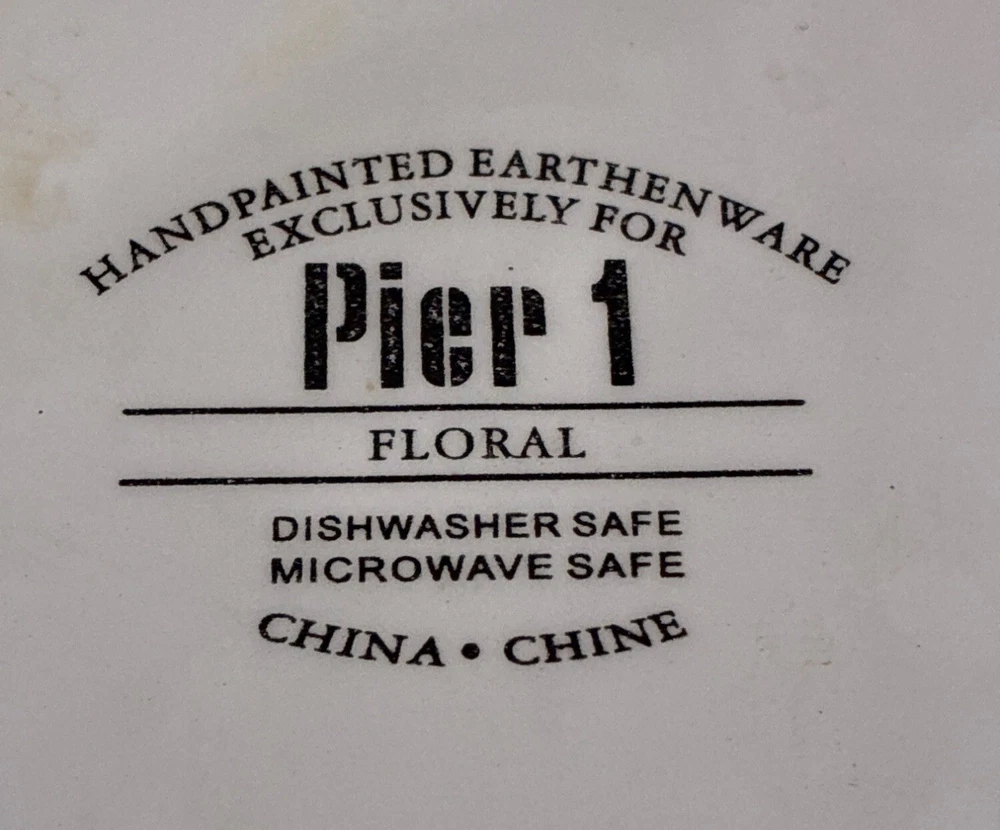 HANDPAINTED EARTHENWARE
EXCLUSIVELY FOR
Pier 1
FLORAL
DISHWASHER SAFE
MICROWAVE SAFE
CHINA • CHINE